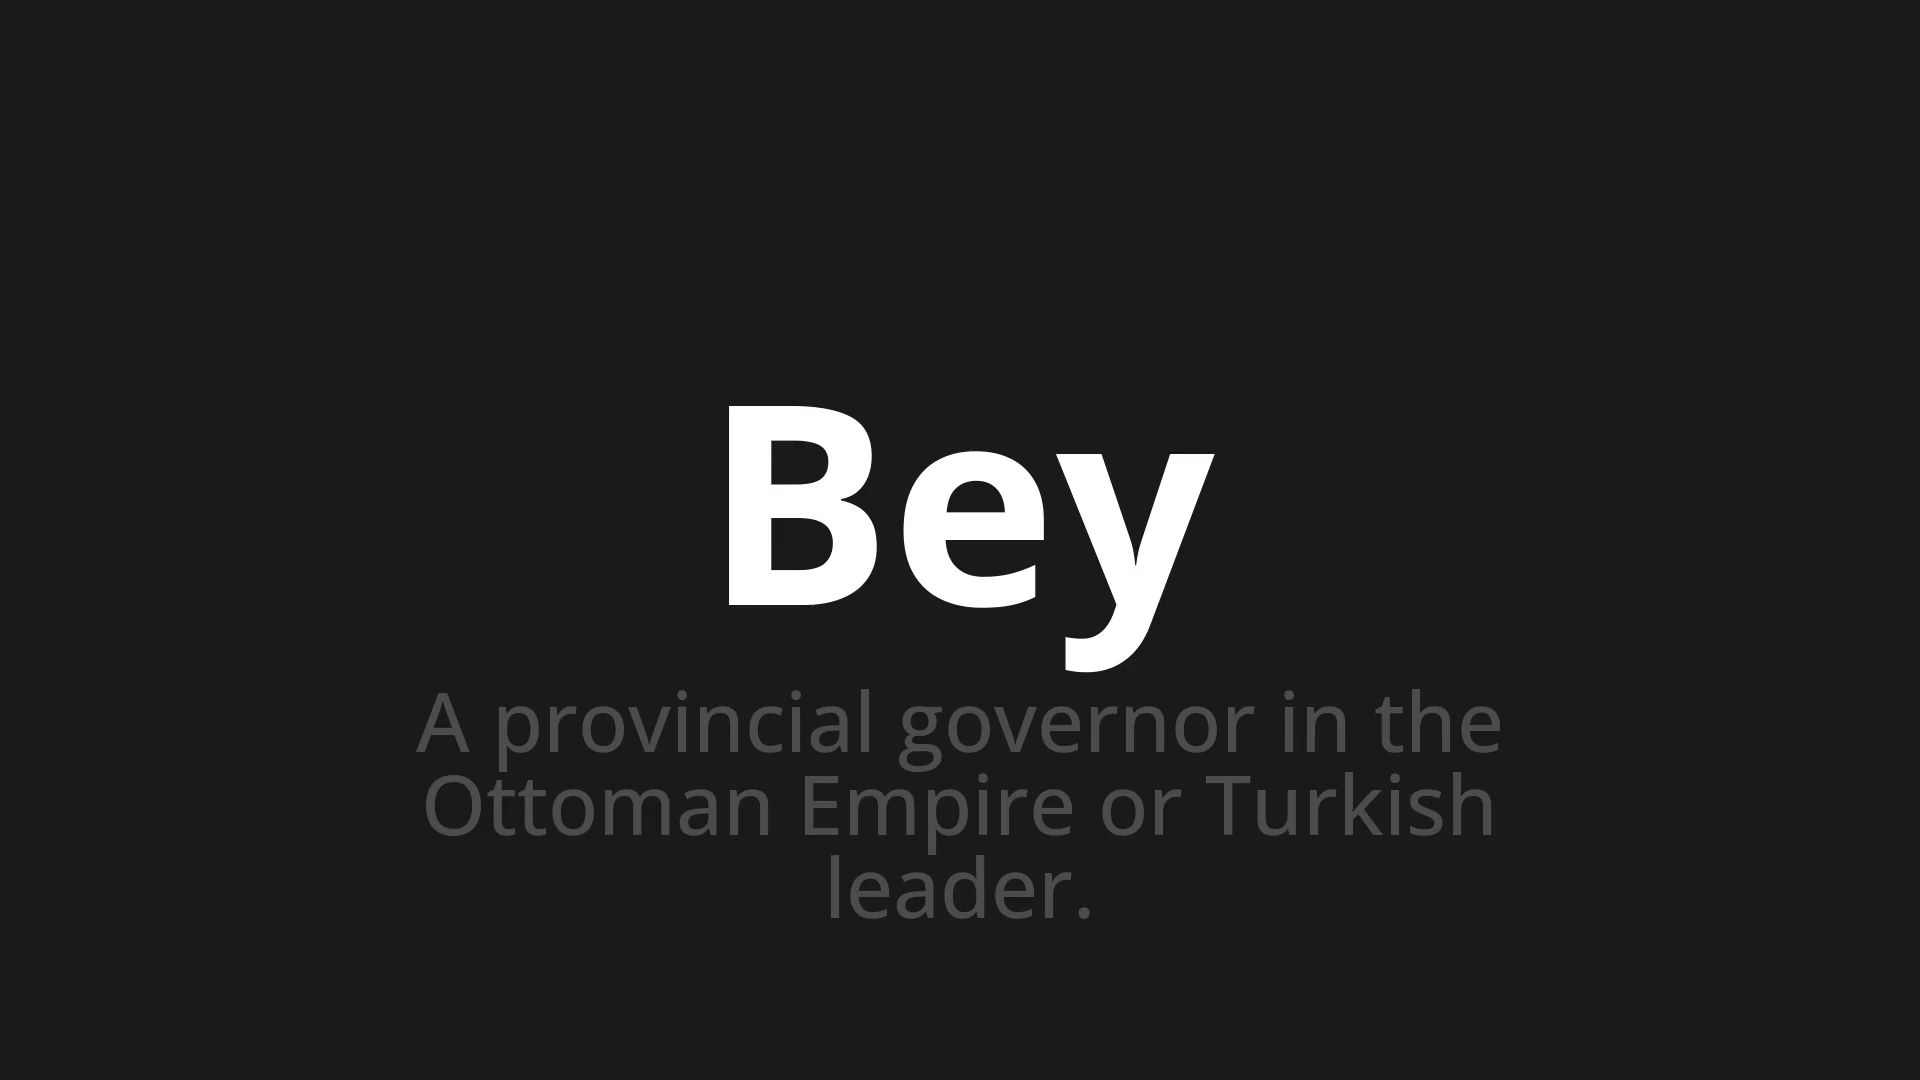 Bey
A provincial governor in the
Ottoman Empire or Turkish
leader.